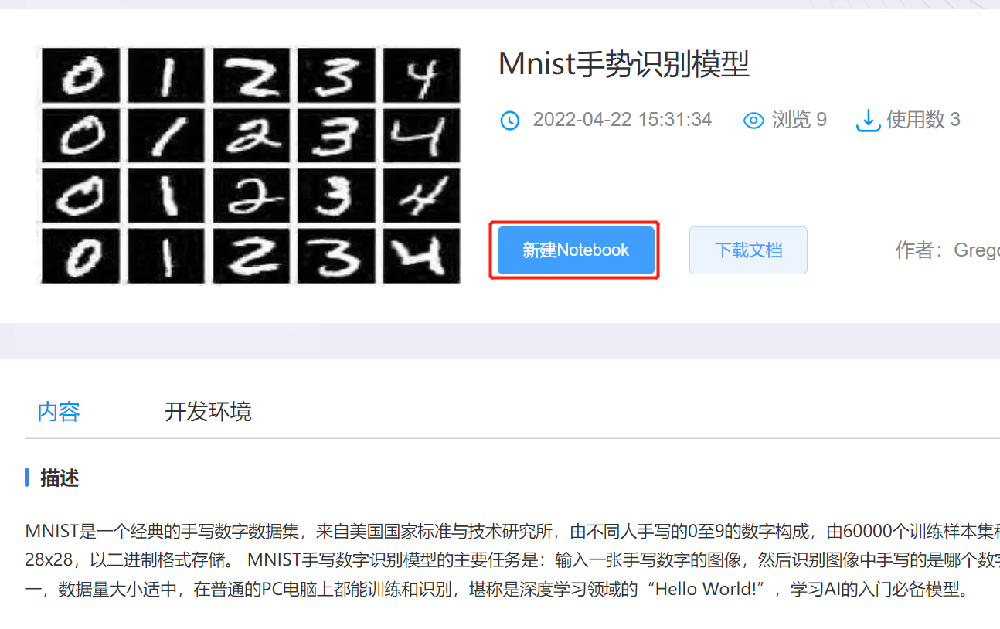 0 1 2 3 4
0 1 2 3 4
0 1 2 3 4
0 1 2 3 4
Mnist手势识别模型
2022-04-22 15:31:34 浏览 9 使用数 3
新建Notebook 下载文档 作者：Grego
内容 开发环境
描述
MNIST是一个经典的手写数字数据集，来自美国国家标准与技术研究所，由不同人手写的0至9的数字构成，由60000个训练样本集
28x28，以二进制格式存储。 MNIST手写数字识别模型的主要任务是：输入一张手写数字的图像，然后识别图像中手写的是哪个数
一，数据量大小适中，在普通的PC电脑上都能训练和识别，堪称是深度学习领域的“Hello World!”，学习AI的入门必备模型。